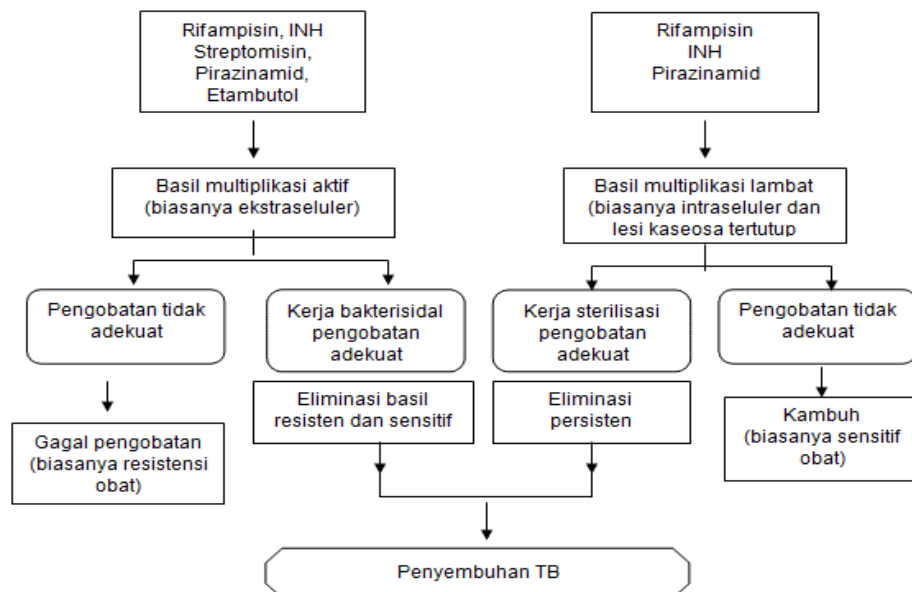 Rifampisin, INH
Streptomisin,
Pirazinamid,
Etambutol
Rifampisin
INH
Pirazinamid
Basil multiplikasi aktif
(biasanya ekstraseluler)
Basil multiplikasi lambat
(biasanya intraseluler dan
lesi kaseosa tertutup
Pengobatan tidak
adekuat
Kerja bakterisidal
pengobatan
adekuat
Kerja sterilisasi
pengobatan
adekuat
Pengobatan tidak
adekuat
Gagal pengobatan
(biasanya resistensi
obat)
Eliminasi basil
resisten dan sensitif
Eliminasi
persisten
Kambuh
(biasanya sensitif
obat)
Penyembuhan TB